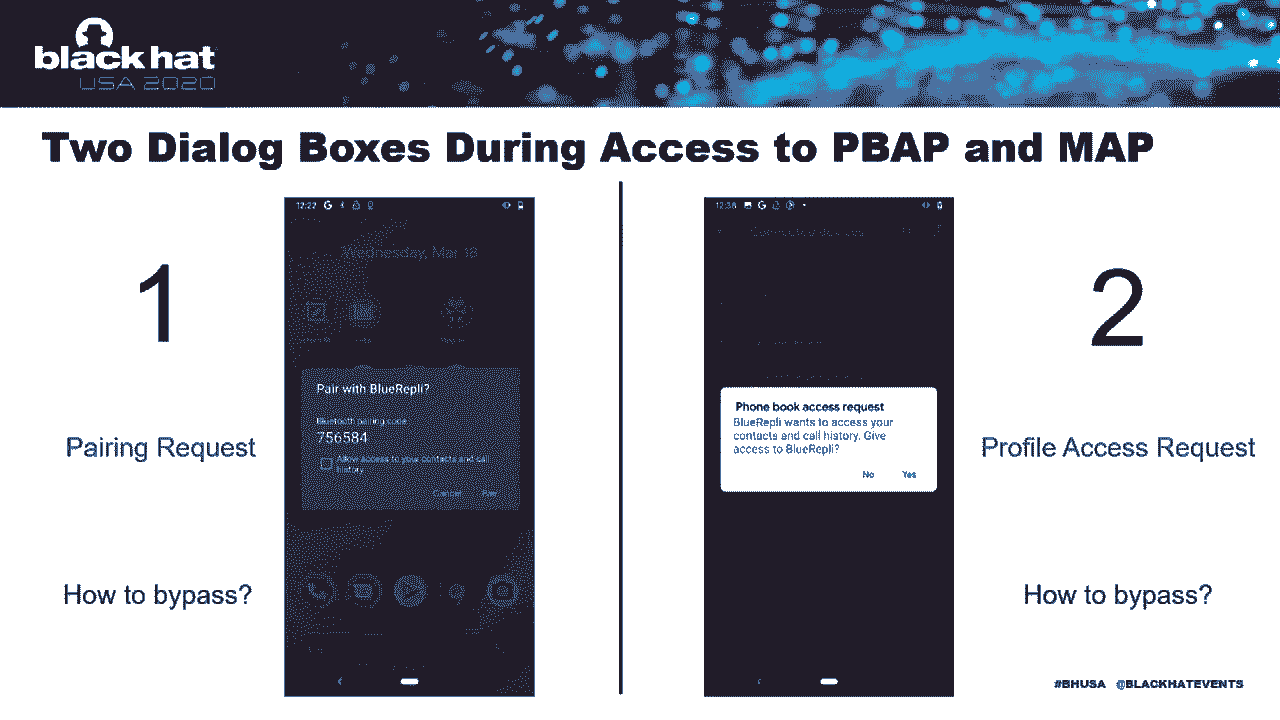 black hat
USA 2020
Two Dialog Boxes During Access to PBAP and MAP
1
Pairing Request
How to bypass?
12:27
Wednesday, Mar 18
Pair with BlueRepli?
Bluetooth pairing code
756584
Allow access to your contacts and call
history
Cancel Pair
12:38
Connected devices
Phone book access request
BlueRepli wants to access your
contacts and call history. Give
access to BlueRepli?
No Yes
2
Profile Access Request
How to bypass?
#BHUSA @BLACKHATEVENTS